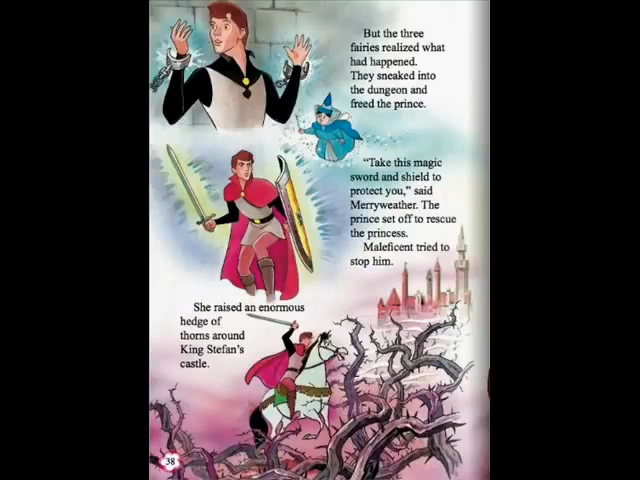 But the three
fairies realized what
had happened.
They sneaked into
the dungeon and
freed the prince.
“Take this magic
sword and shield to
protect you,” said
Merryweather. The
prince set off to rescue
the princess.
Maleficent tried to
stop him.
She raised an enormous
hedge of
thorns around
King Stefan’s
castle.
38